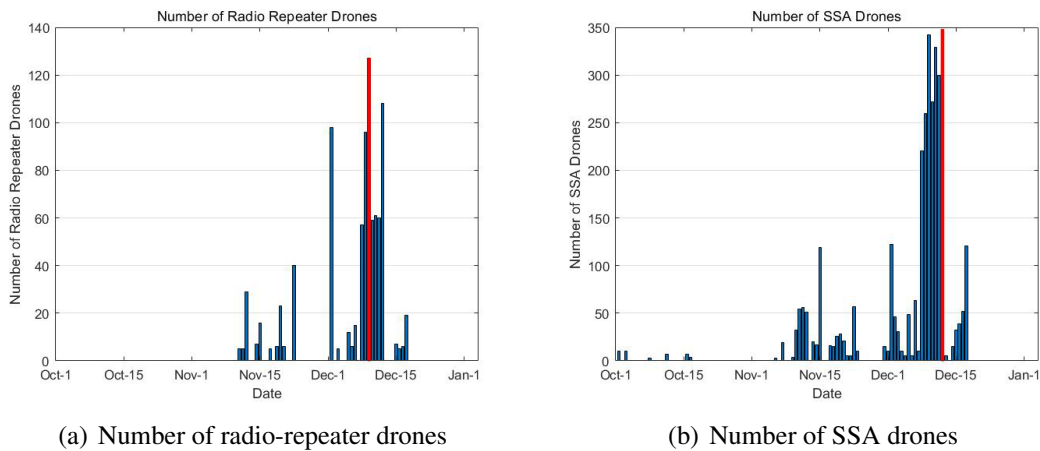 Number of Radio Repeater Drones
140
120
100
80
60
40
20
0
Number of Radio Repeater Drones
Oct-1 Oct-15 Nov-1 Nov-15 Dec-1 Dec-15 Jan-1
Date
(a) Number of radio-repeater drones
Number of SSA Drones
350
300
250
200
150
100
50
0
Number of SSA Drones
Oct-1 Oct-15 Nov-1 Nov-15 Dec-1 Dec-15 Jan-1
Date
(b) Number of SSA drones